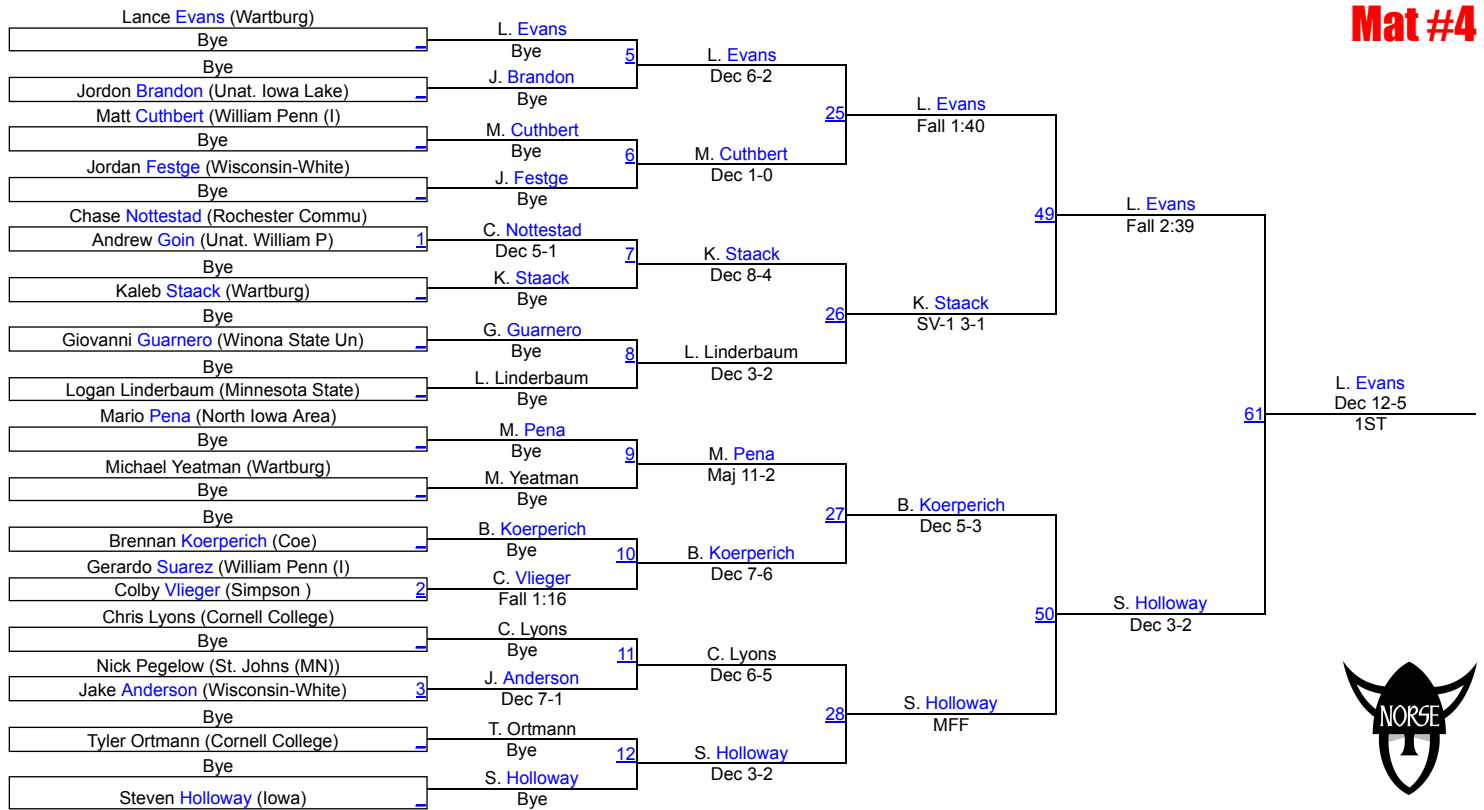 Mat #4
Lance Evans (Wartburg)
Bye
Bye
Jordon Brandon (Unat. Iowa Lake)
Matt Cuthbert (William Penn (I)
Bye
Jordan Festge (Wisconsin-White)
Bye
Chase Nottestad (Rochester Commu)
Andrew Goin (Unat. William P) 1
Bye
Kaleb Staack (Wartburg)
Bye
Giovanni Guarnero (Winona State Un)
Bye
Logan Linderbaum (Minnesota State)
Mario Pena (North Iowa Area)
Bye
Michael Yeatman (Wartburg)
Bye
Bye
Brennan Koerperich (Coe)
Gerardo Suarez (William Penn (I)
Colby Vlieger (Simpson ) 2
Chris Lyons (Cornell College)
Bye
Nick Pegelow (St. Johns (MN))
Jake Anderson (Wisconsin-White) 3
Bye
Tyler Ortmann (Cornell College)
Bye
Steven Holloway (Iowa)
L. Evans
Bye
5
J. Brandon
Bye
M. Cuthbert
Bye
6
J. Festge
Bye
C. Nottestad
Dec 5-1
7
K. Staack
Bye
G. Guarnero
Bye
8
L. Linderbaum
Bye
M. Pena
Bye
9
M. Yeatman
Bye
B. Koerperich
Bye
10
C. Vlieger
Fall 1:16
C. Lyons
Bye
11
J. Anderson
Dec 7-1
T. Ortmann
Bye
12
S. Holloway
Bye
L. Evans
Dec 6-2
25
M. Cuthbert
Dec 1-0
K. Staack
Dec 8-4
26
L. Linderbaum
Dec 3-2
M. Pena
Maj 11-2
27
B. Koerperich
Dec 7-6
C. Lyons
Dec 6-5
28
S. Holloway
Dec 3-2
L. Evans
Fall 1:40
49
K. Staack
SV-1 3-1
B. Koerperich
Dec 5-3
50
S. Holloway
MFF
L. Evans
Fall 2:39
61
S. Holloway
Dec 3-2
L. Evans
Dec 12-5
1ST
NORSE